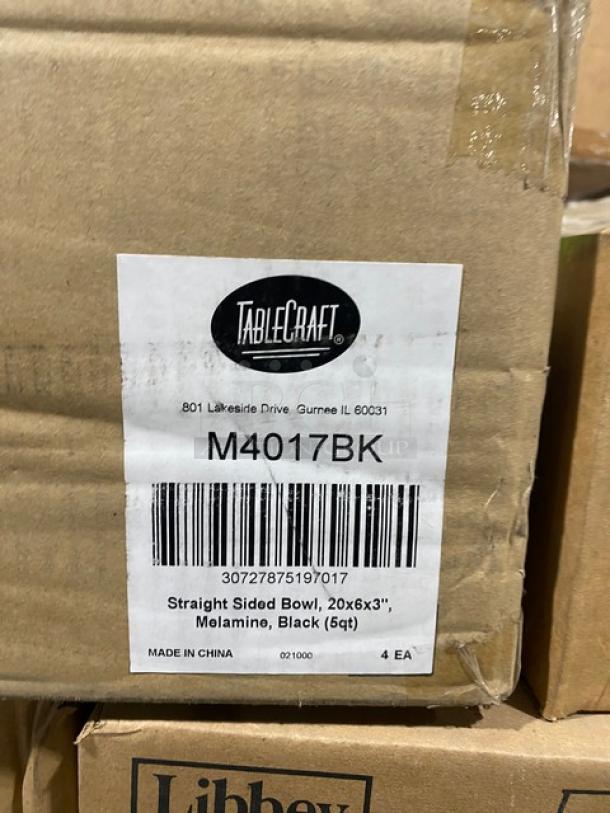 TABLECRAFT®
801 Lakeside Drive Gurnee IL 60031
M4017BK
30727875197017
Straight Sided Bowl, 20x6x3",
Melamine, Black (5qt)
MADE IN CHINA 021000 4 EA
Libbey